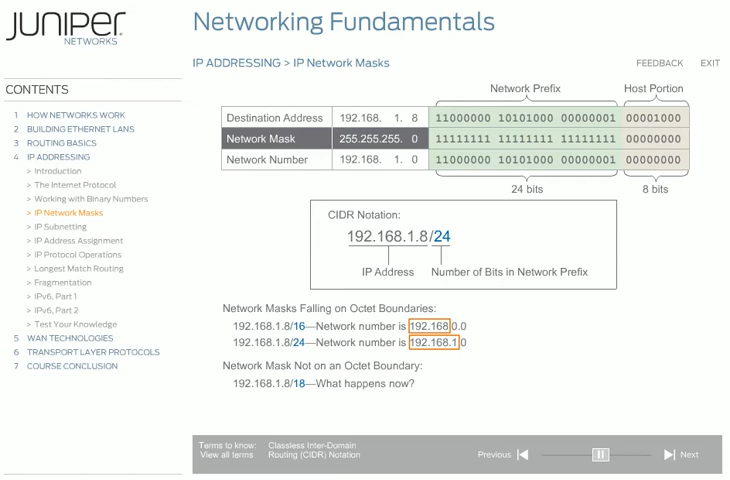 JUNIPER
NETWORKS
Networking Fundamentals
IP ADDRESSING > IP Network Masks
FEEDBACK EXIT
CONTENTS
1 HOW NETWORKS WORK
2 BUILDING ETHERNET LANS
3 ROUTING BASICS
4 IP ADDRESSING
> Introduction
> The Internet Protocol
> Working with Binary Numbers
> IP Network Masks
> IP Subnetting
> IP Address Assignment
> IP Protocol Operations
> Longest Match Routing
> Fragmentation
> IPv6, Part 1
> IPv6, Part 2
> Test Your Knowledge
5 WAN TECHNOLOGIES
6 TRANSPORT LAYER PROTOCOLS
7 COURSE CONCLUSION
Network Prefix Host Portion
Destination Address 192.168. 1. 8 11000000 10101000 00000001 00001000
Network Mask 255.255.255. 0 11111111 11111111 11111111 00000000
Network Number 192.168. 1. 0 11000000 10101000 00000001 00000000
24 bits 8 bits
CIDR Notation:
192.168.1.8/24
IP Address Number of Bits in Network Prefix
Network Masks Falling on Octet Boundaries:
192.168.1.8/16—Network number is 192.168.0.0
192.168.1.8/24—Network number is 192.168.1.0
Network Mask Not on an Octet Boundary:
192.168.1.8/18—What happens now?
Terms to know: Classless Inter-Domain
View all terms Routing (CIDR) Notation
Previous Next